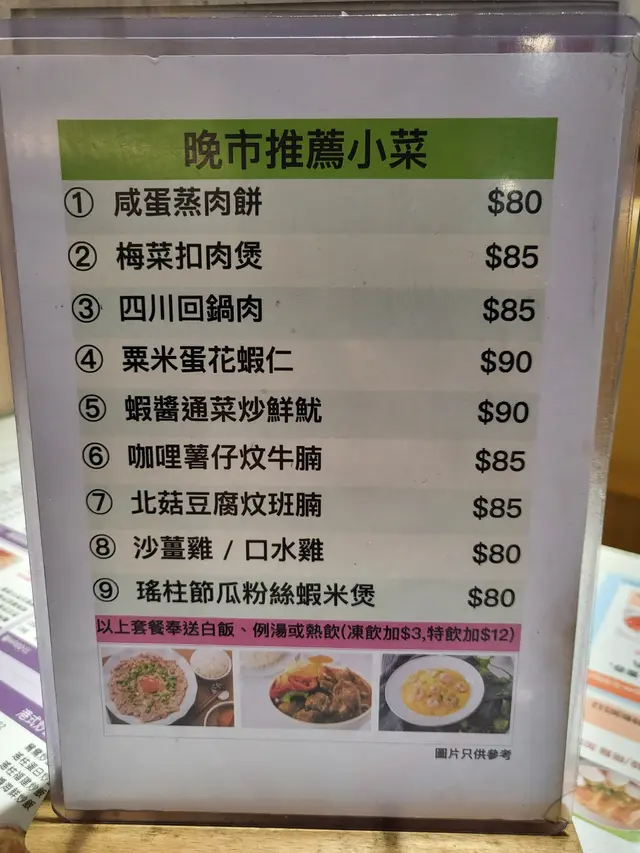 晚市推薦小菜
① 咸蛋蒸肉餅 $80
② 梅菜扣肉煲 $85
③ 四川回鍋肉 $85
④ 粟米蛋花蝦仁 $90
⑤ 蝦醬通菜炒鮮魷 $90
⑥ 咖哩薯仔炆牛腩 $85
⑦ 北菇豆腐炆班腩 $85
⑧ 沙薑雞 / 口水雞 $80
⑨ 瑤柱節瓜粉絲蝦米煲 $80
以上套餐奉送白飯、例湯或熱飲(凍飲加$3,特飲加$12)
圖片只供參考